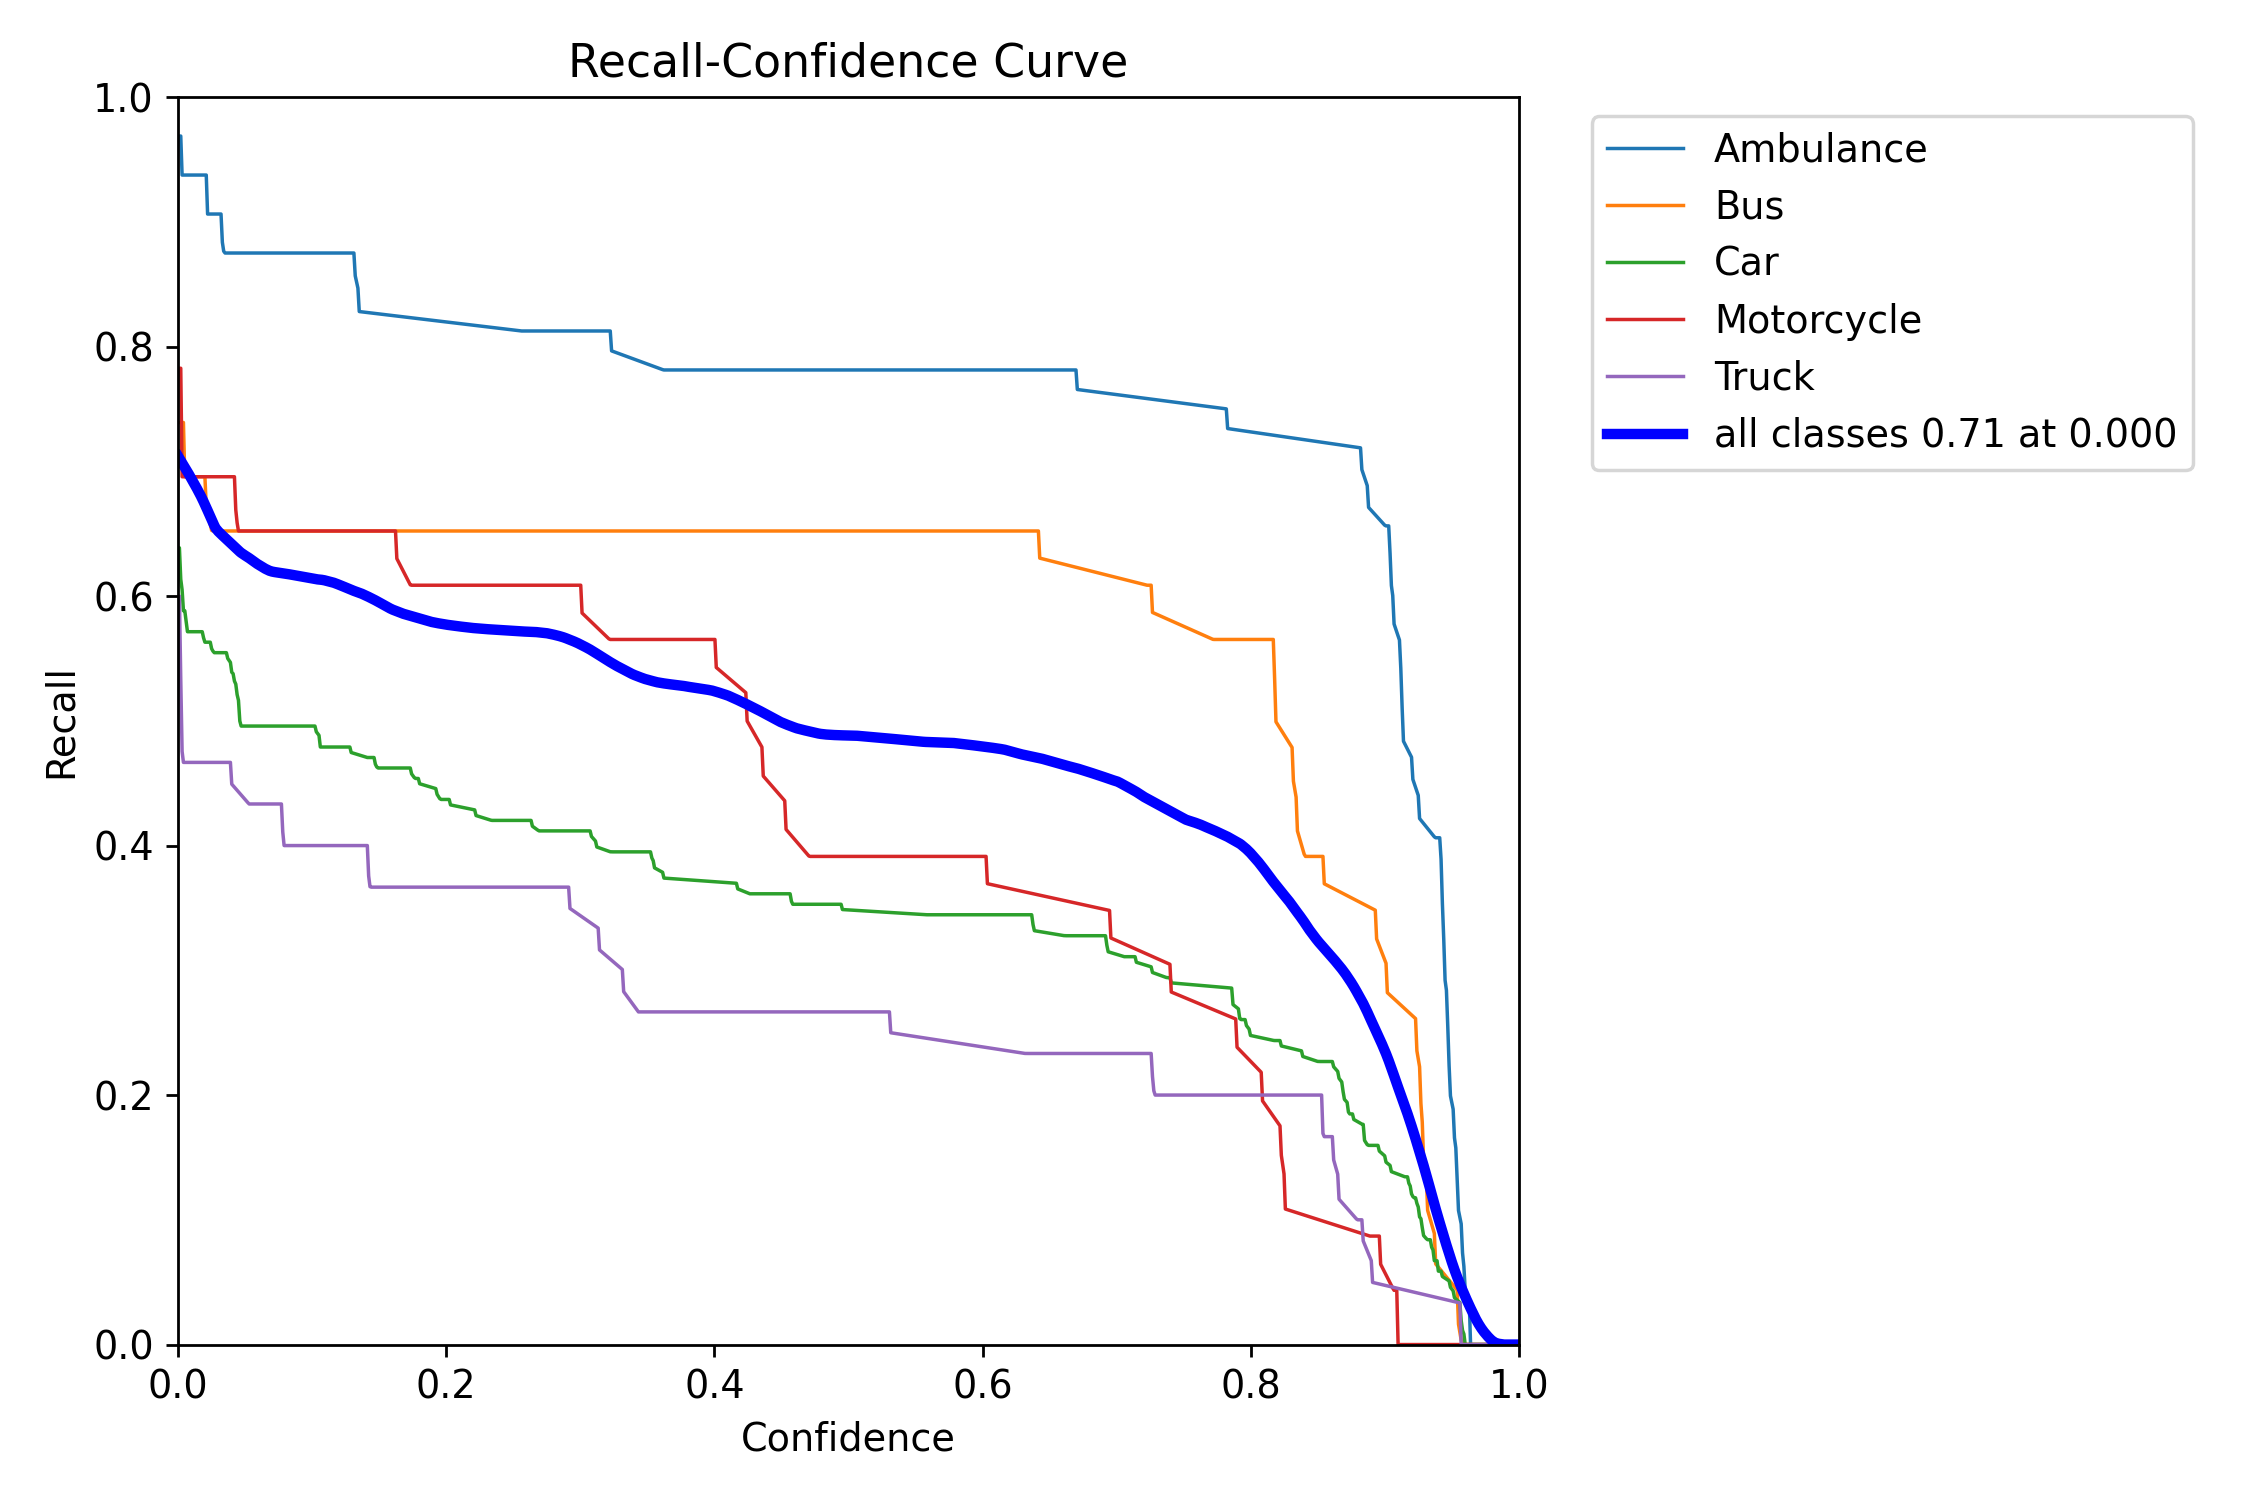 Recall-Confidence Curve
1.0
0.8
0.6
0.4
0.2
0.0
Recall
0.0 0.2 0.4 0.6 0.8 1.0
Confidence
Ambulance
Bus
Car
Motorcycle
Truck
all classes 0.71 at 0.000